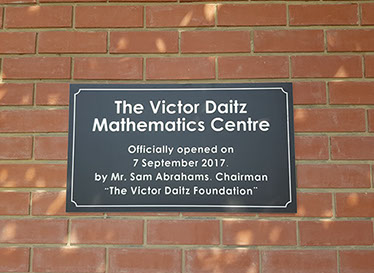 The Victor Daitz
Mathematics Centre
Officially opened on
7 September 2017.
by Mr. Sam Abrahams. Chairman
"The Victor Daitz Foundation"